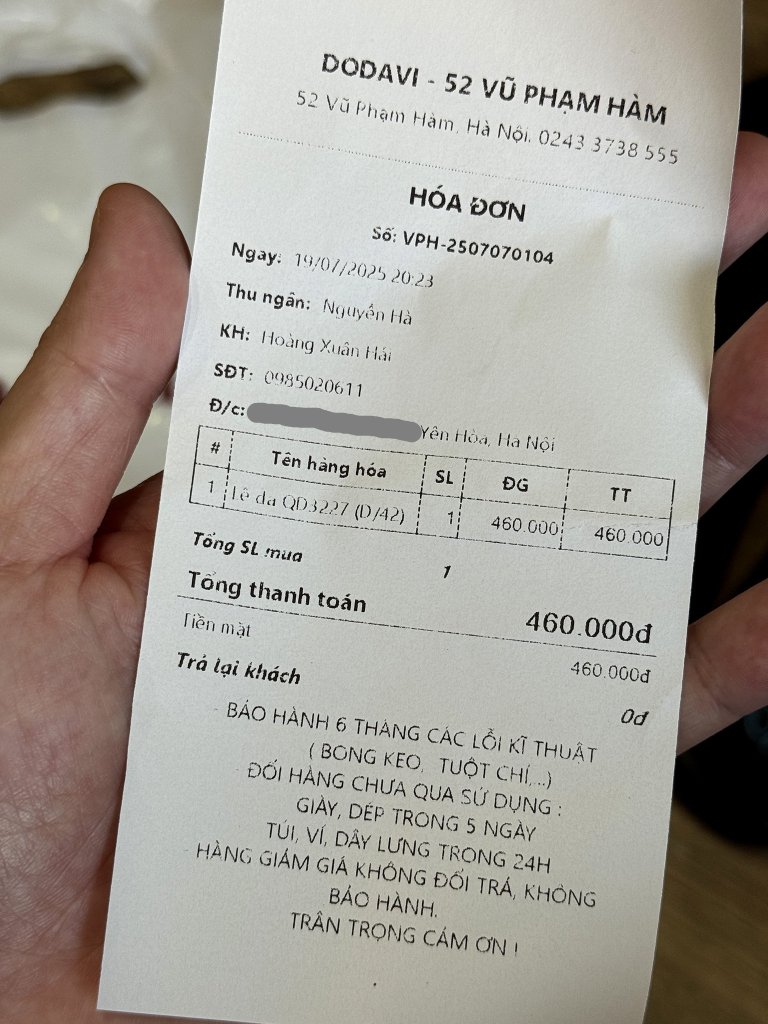 DODAVI - 52 VŨ PHẠM HÀM
52 Vũ Phạm Hàm, Hà Nội. 0243 3738 555
HÓA ĐƠN
Số: VPH-2507070104
Ngay: 19/07/2025 20:23
Thu ngân: Nguyễn Hà
KH: Hoàng Xuân Hải
SĐT: 0985020611
Đ/c: Yên Hòa, Ha Nội
# Tên hàng hóa SL ĐG TT
1 Lê da QD3227 (D/42) 1 460.000 460.000
Tổng SL mua 1
Tổng thanh toán 460.000đ
Tiền mặt 460.000đ
Trả lại khách 0đ
BẢO HÀNH 6 THÁNG CÁC LỖI KĨ THUẬT
( BONG KEO, TUỘT CHỈ,...)
ĐỔI HÀNG CHƯA QUA SỬ DỤNG :
GIÀY, DÉP TRONG 5 NGÀY
TÚI, VÍ, DÂY LƯNG TRONG 24H
HÀNG GIẢM GIÁ KHÔNG ĐỔI TRẢ, KHÔNG
BẢO HÀNH.
TRÂN TRỌNG CẢM ƠN !